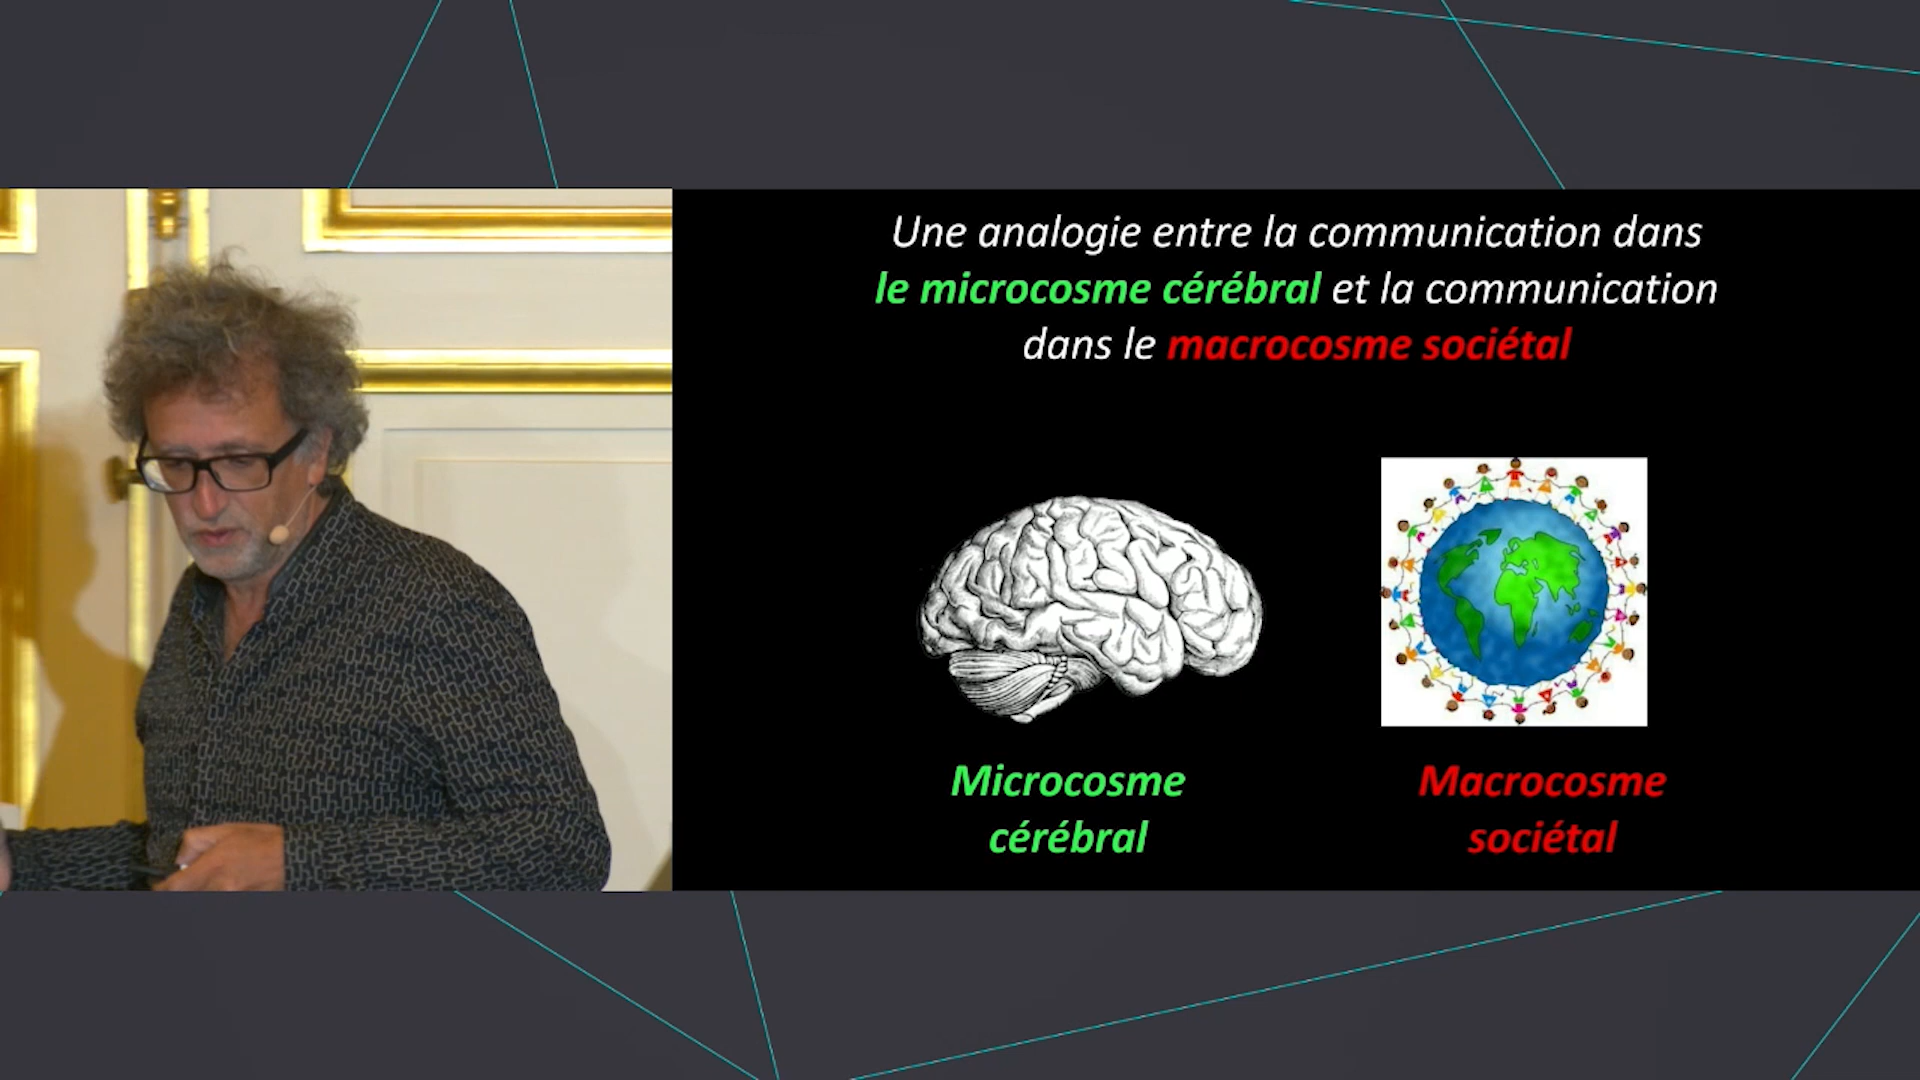 Une analogie entre la communication dans
le microcosme cérébral et la communication
dans le macrocosme sociétal
Microcosme
cérébral
Macrocosme
sociétal